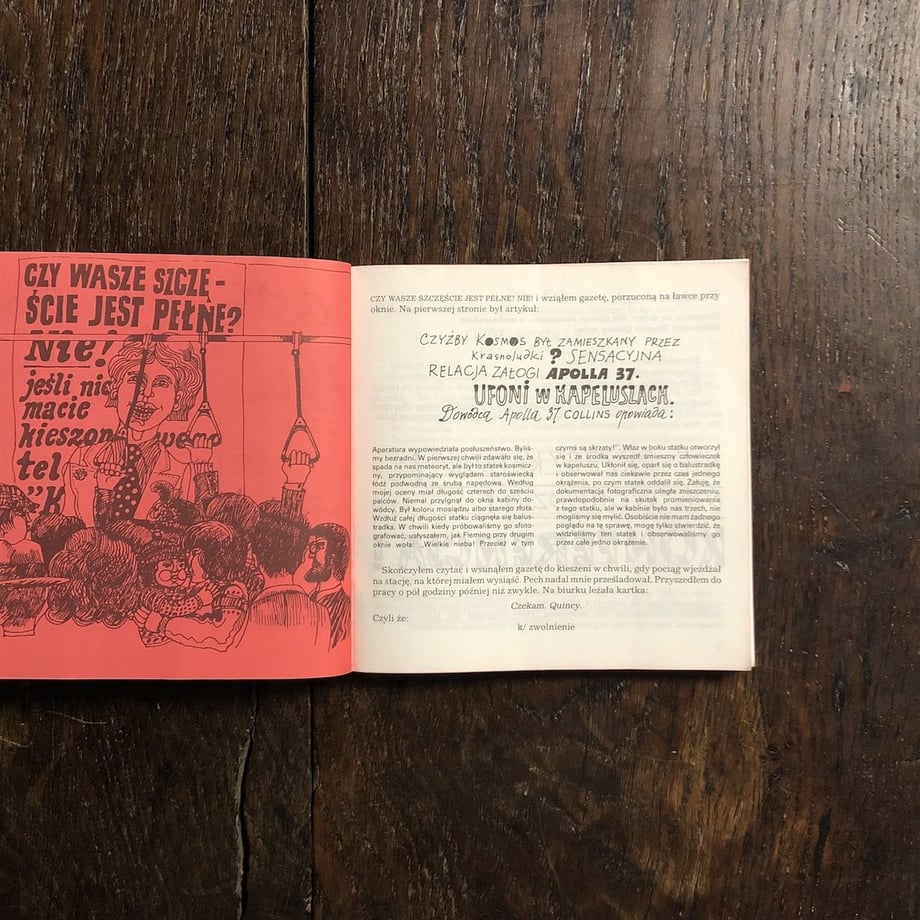 CZY WASZE SZCZĘ-
ŚCIE JEST PEŁNE?
Nie!
jeśli nie
macie
kieszon wego
tel
"K
CZY WASZE SZCZĘŚCIE JEST PEŁNE? NIE! i wziąłem gazetę, porzuconą na ławce przy
oknie. Na pierwszej stronie był artykuł:
CZYŻBY KOSMOS BYŁ ZAMIESZKANY PRZEZ
Krasnoludki ? SENSACYJNA
RELACJA ZAŁOGI APOLLA 37.
UFONI W KAPELUSZACH.
Dowódca Apolla 37 COLLINS opowiada:
Aparatura wypowiedziała posłuszeństwo. Byliś-
my bezradni. W pierwszej chwili zdawało się, że
spada na nas meteoryt, ale był to statek kosmicz-
ny, przypominający wyglądem staroświecką
łódź podwodną ze śrubą napędową. Według
mojej oceny miał długość czterech do sześciu
palców. Niemal przylgnął do okna kabiny do-
wódcy. Był koloru mosiądzu albo starego złota.
Wzdłuż całej długości statku ciągnęła się balus-
tradka. W chwili kiedy próbowaliśmy go sfoto-
grafować, usłyszałem, jak Fleming przy drugim
oknie woła: „Wielkie nieba! Przecież w tym
czymś są skrzaty!". Właz w boku statku otworzył
się i ze środka wyszedł śmieszny człowieczek
w kapeluszu. Ukłonił się, oparł się o balustradkę
i obserwował nas ciekawie przez czas jednego
okrążenia, po czym statek oddalił się. Żałuję, że
dokumentacja fotograficzna uległa zniszczeniu,
prawdopodobnie na skutek promieniowania
z tego statku, ale w kabinie było nas trzech, nie
mogliśmy się mylić. Osobiście nie mam żadnego
poglądu na tę sprawę, mogę tylko stwierdzić, że
widzieliśmy ten statek i obserwowaliśmy go
przez całe jedno okrążenie.
Skończyłem czytać i wsunąłem gazetę do kieszeni w chwili, gdy pociąg wjeżdżał
na stację, na której miałem wysiąść. Pech nadal mnie prześladował. Przyszedłem do
pracy o pół godziny później niż zwykle. Na biurku leżała kartka:
Czekam. Quincy.
Czyli że:
k/ zwolnienie